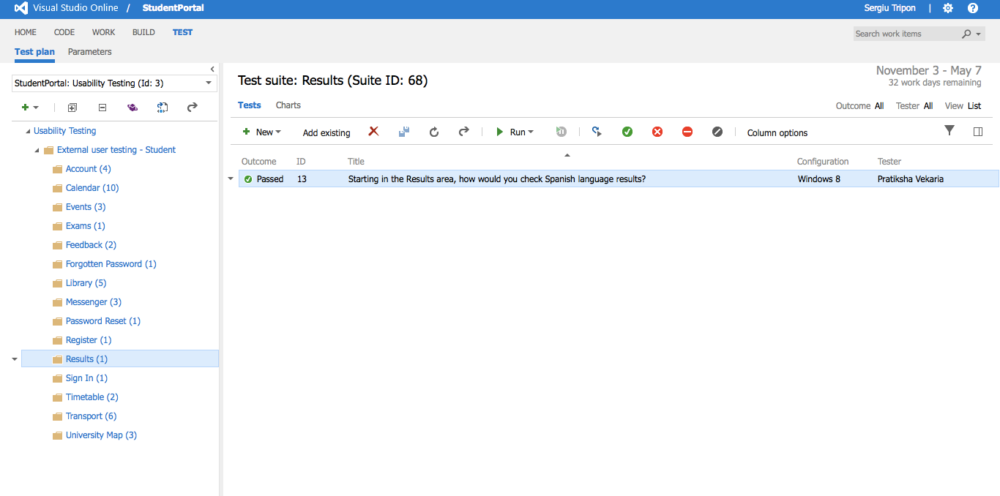 Visual Studio Online / StudentPortal
Sergiu Tripon |
HOME CODE WORK BUILD TEST
Search work items
Test plan Parameters
StudentPortal: Usability Testing (Id: 3)
Usability Testing
External user testing - Student
Account (4)
Calendar (10)
Events (3)
Exams (1)
Feedback (2)
Forgotten Password (1)
Library (5)
Messenger (3)
Password Reset (1)
Register (1)
Results (1)
Sign In (1)
Timetable (2)
Transport (6)
University Map (3)
Test suite: Results (Suite ID: 68)
November 3 - May 7
32 work days remaining
Tests Charts
Outcome All Tester All View List
New Add existing Run Column options
Outcome ID Title Configuration Tester
Passed 13 Starting in the Results area, how would you check Spanish language results? Windows 8 Pratiksha Vekaria